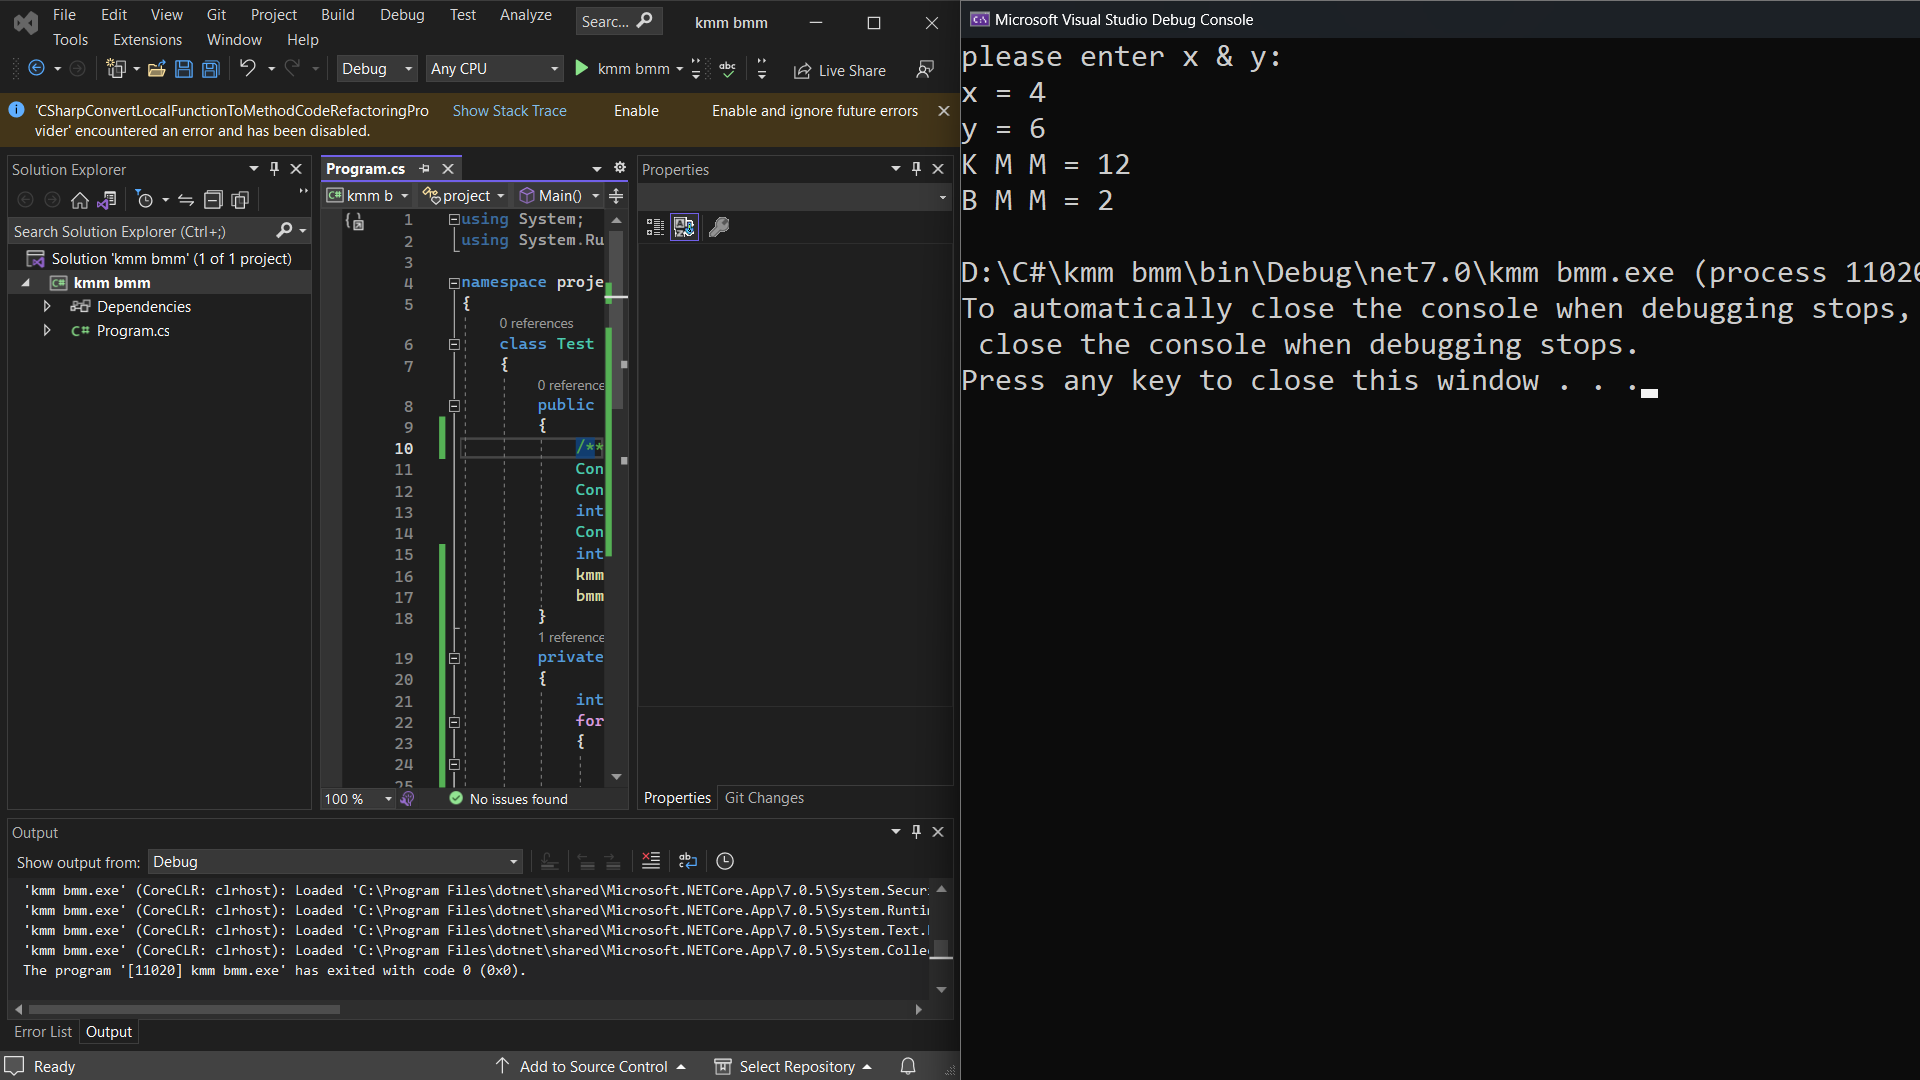 File Edit View Git Project Build Debug Test Analyze Searc... kmm bmm
Tools Extensions Window Help
Debug Any CPU kmm bmm Live Share
'CSharpConvertLocalFunctionToMethodCodeRefactoringPro
vider' encountered an error and has been disabled.
Show Stack Trace Enable Enable and ignore future errors
Solution Explorer
Search Solution Explorer (Ctrl+;)
Solution 'kmm bmm' (1 of 1 project)
kmm bmm
Dependencies
C# Program.cs
Program.cs
C# kmm b project Main()
1 using System;
2 using System.Ru
3
4 namespace proje
5 {
0 references
6 class Test
7 {
0 reference
8 public
9 {
10 /**
11 Con
12 Con
13 int
14 Con
15 int
16 kmm
17 bmm
18 }
1 reference
19 private
20 {
21 int
22 for
23 {
24
25
100 % No issues found
Properties
Properties Git Changes
Output
Show output from: Debug
'kmm bmm.exe' (CoreCLR: clrhost): Loaded 'C:\Program Files\dotnet\shared\Microsoft.NETCore.App\7.0.5\System.Securi
'kmm bmm.exe' (CoreCLR: clrhost): Loaded 'C:\Program Files\dotnet\shared\Microsoft.NETCore.App\7.0.5\System.Runtim
'kmm bmm.exe' (CoreCLR: clrhost): Loaded 'C:\Program Files\dotnet\shared\Microsoft.NETCore.App\7.0.5\System.Text.
'kmm bmm.exe' (CoreCLR: clrhost): Loaded 'C:\Program Files\dotnet\shared\Microsoft.NETCore.App\7.0.5\System.Colle
The program '[11020] kmm bmm.exe' has exited with code 0 (0x0).
Error List Output
Ready Add to Source Control Select Repository
Microsoft Visual Studio Debug Console
please enter x & y:
x = 4
y = 6
K M M = 12
B M M = 2
D:\C#\kmm bmm\bin\Debug\net7.0\kmm bmm.exe (process 11020
To automatically close the console when debugging stops,
close the console when debugging stops.
Press any key to close this window . . .